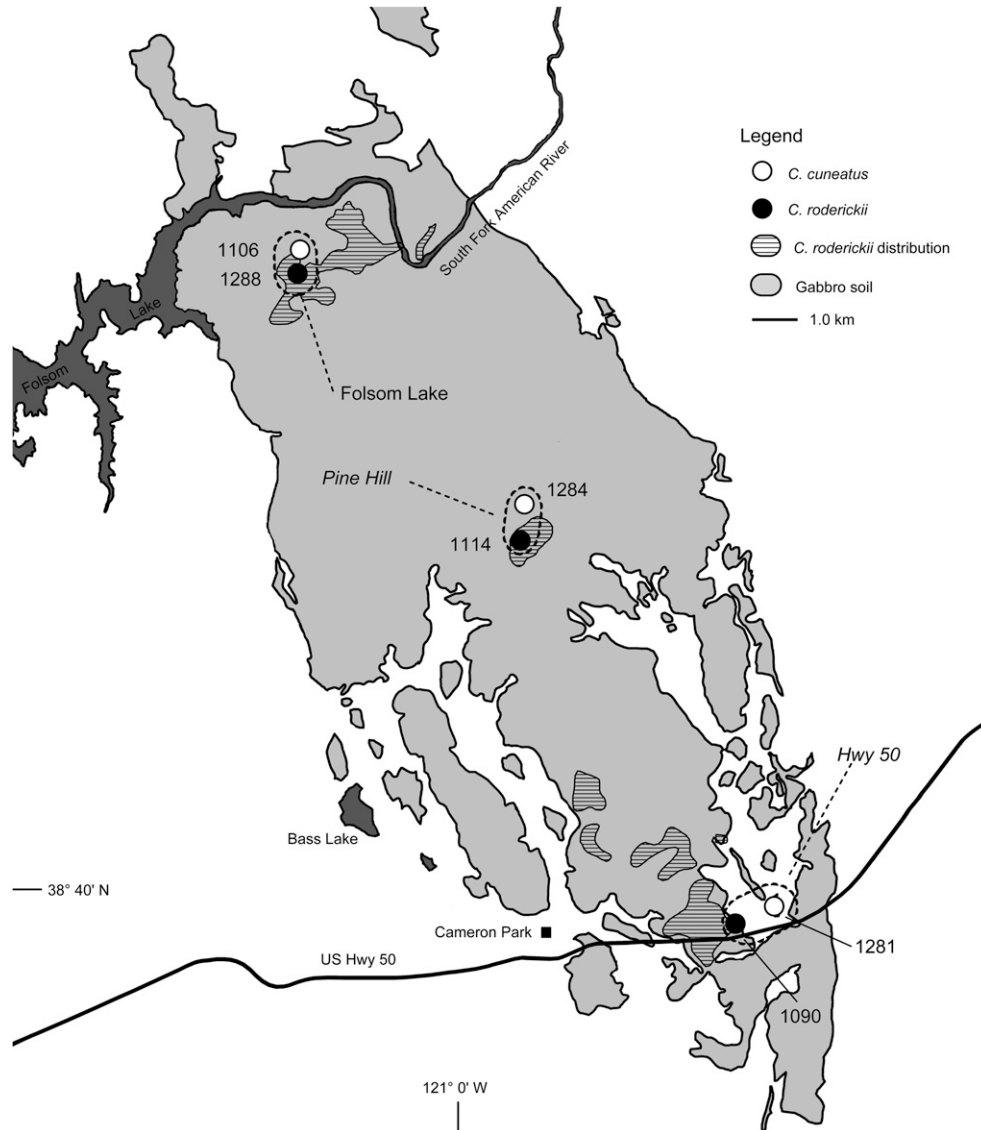 Legend
C. cuneatus
C. roderickii
C. roderickii distribution
Gabbro soil
1.0 km
South Fork American River
1106
1288
Folsom Lake
Folsom Lake
Pine Hill
1284
1114
Hwy 50
Bass Lake
38° 40' N
Cameron Park
US Hwy 50
1281
1090
121° 0' W